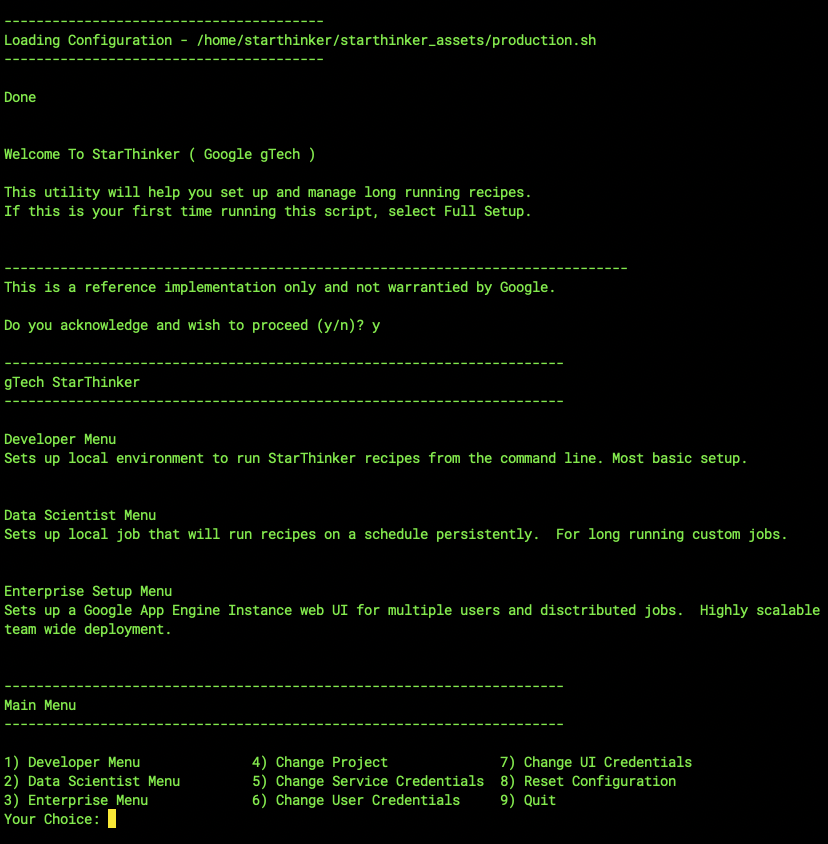 ----------------------------------------
Loading Configuration - /home/starthinker/starthinker_assets/production.sh
----------------------------------------
Done
Welcome To StarThinker ( Google gTech )
This utility will help you set up and manage long running recipes.
If this is your first time running this script, select Full Setup.
------------------------------------------------------------------------------
This is a reference implementation only and not warrantied by Google.
Do you acknowledge and wish to proceed (y/n)? y
----------------------------------------------------------------------
gTech StarThinker
----------------------------------------------------------------------
Developer Menu
Sets up local environment to run StarThinker recipes from the command line. Most basic setup.
Data Scientist Menu
Sets up local job that will run recipes on a schedule persistently.  For long running custom jobs.
Enterprise Setup Menu
Sets up a Google App Engine Instance web UI for multiple users and disctributed jobs.  Highly scalable
team wide deployment.
----------------------------------------------------------------------
Main Menu
----------------------------------------------------------------------
1) Developer Menu              4) Change Project              7) Change UI Credentials
2) Data Scientist Menu         5) Change Service Credentials  8) Reset Configuration
3) Enterprise Menu             6) Change User Credentials     9) Quit
Your Choice: